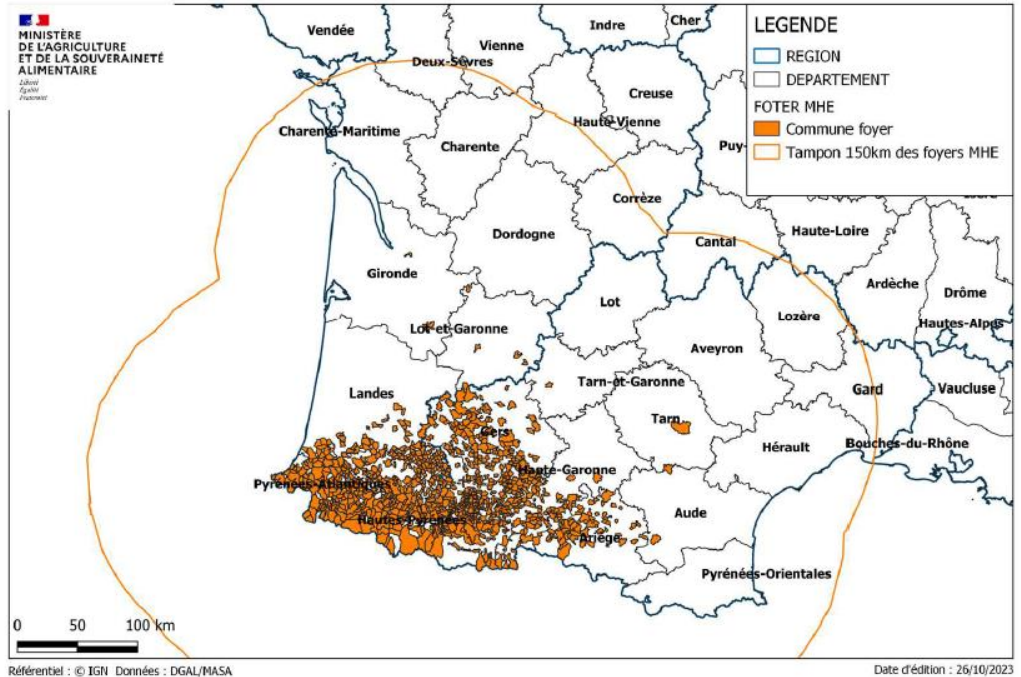 MINISTÈRE
DE L'AGRICULTURE
ET DE LA SOUVERAINETÉ
ALIMENTAIRE
Liberté
Égalité
Fraternité
LEGENDE
REGION
DEPARTEMENT
FOTER MHE
Commune foyer
Tampon 150km des foyers MHE
Vendée
Indre
Cher
Vienne
Deux-Sèvres
Creuse
Haute-Vienne
Charente-Maritime
Charente
Puy-
Corrèze
Dordogne
Cantal
Haute-Loire
Gironde
Ardèche
Drôme
Lot
Lozère
Hautes-Alpes
Lot-et-Garonne
Aveyron
Landes
Tarn-et-Garonne
Gard
Vaucluse
Tarn
Gers
Hérault
Bouches-du-Rhône
Haute-Garonne
Pyrénées-Atlantiques
Aude
Hautes-Pyrénées
Ariège
Pyrénées-Orientales
0 50 100 km
Référentiel : © IGN Données : DGAL/MASA
Date d'édition : 26/10/2023